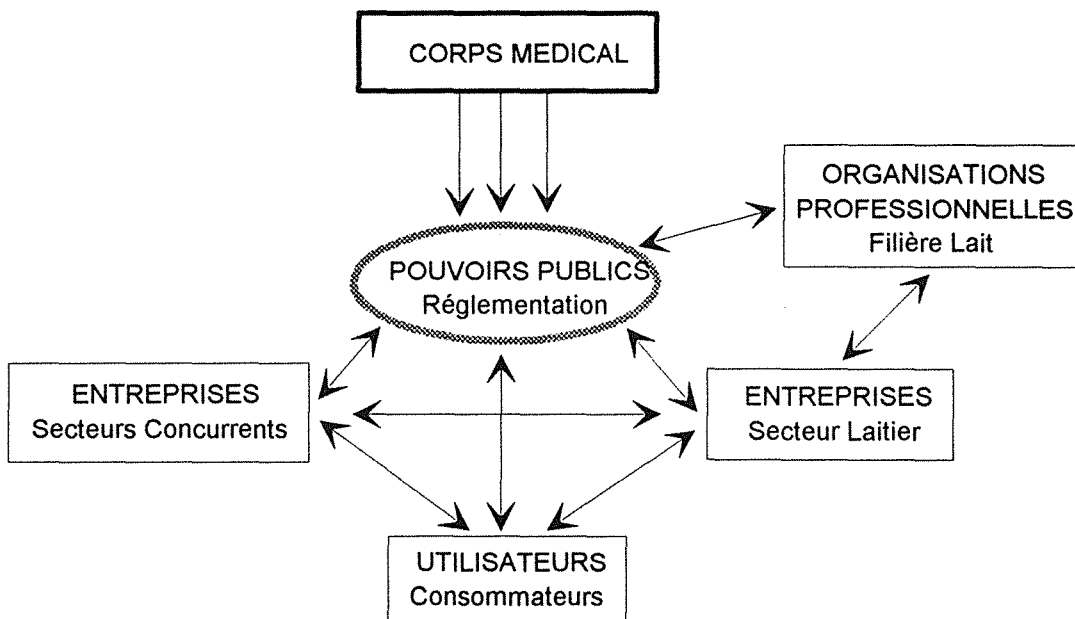 CORPS MEDICAL
ORGANISATIONS
PROFESSIONNELLES
Filière Lait
POUVOIRS PUBLICS
Réglementation
ENTREPRISES
Secteurs Concurrents
ENTREPRISES
Secteur Laitier
UTILISATEURS
Consommateurs